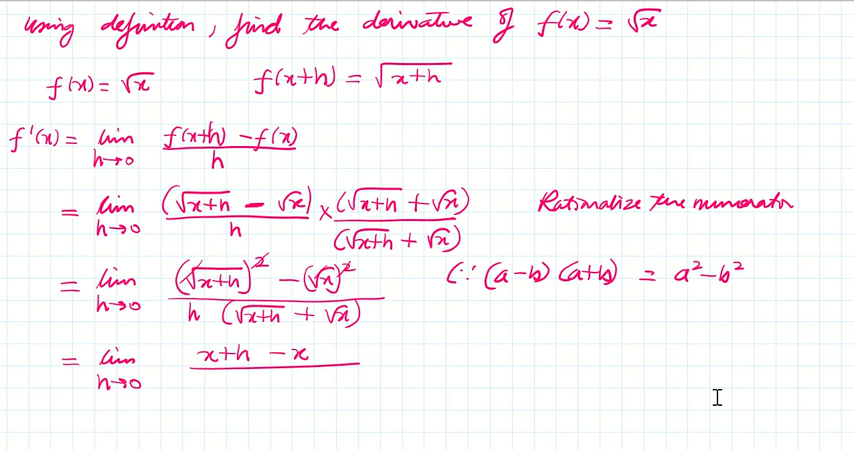 using definition, find the derivative of f(x) = √x
f(x) = √x    f(x+h) = √(x+h)
f'(x) = lim h→0 (f(x+h) - f(x))/h
= lim h→0 (√(x+h) - √x)/h × (√(x+h) + √x)/(√(x+h) + √x)    Rationalize the numerator
= lim h→0 ((√(x+h))² - (√x)²)/(h (√(x+h) + √x))    (∵ (a-b) (a+b) = a² - b²
= lim h→0 x+h - x